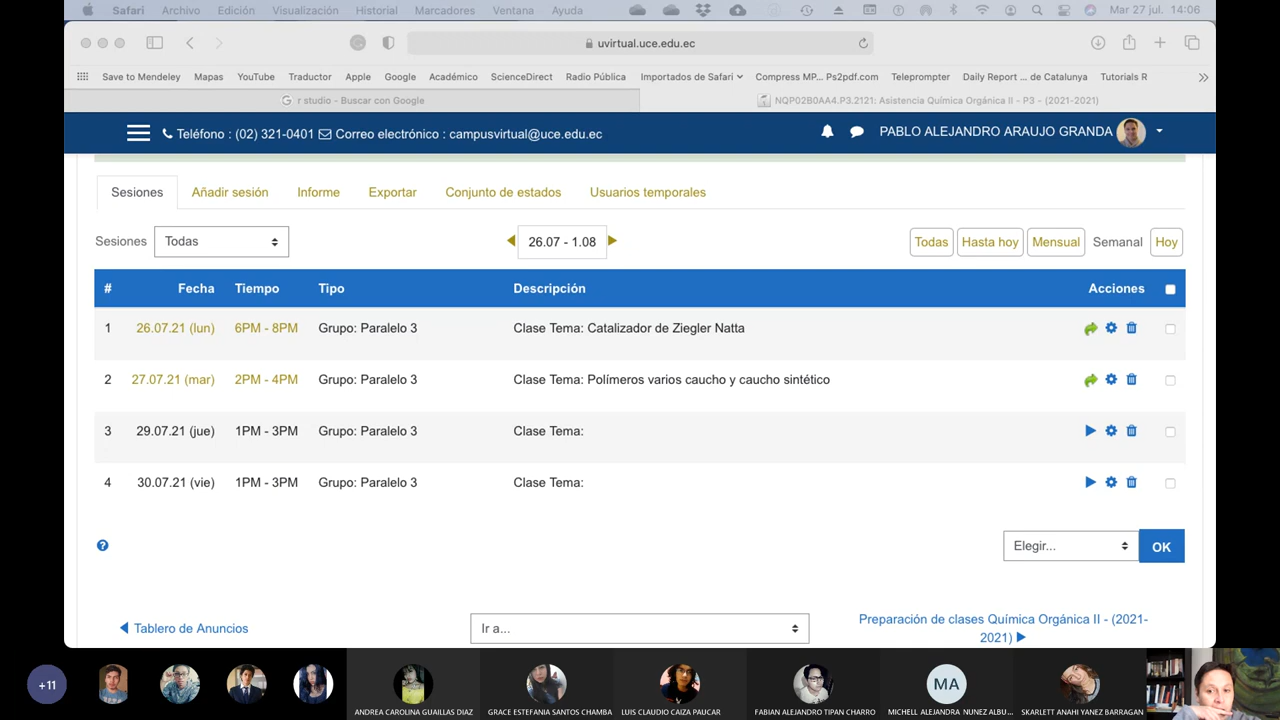 Safari Archivo Edición Visualización Historial Marcadores Ventana Ayuda Mar 27 jul. 14:06
uvirtual.uce.edu.ec
Save to Mendeley Mapas YouTube Traductor Apple Google Académico ScienceDirect Radio Pública Importados de Safari Compress MP... Ps2pdf.com Teleprompter Daily Report ... de Catalunya Tutorials R
r studio - Buscar con Google NQP02B0AA4.P3.2121: Asistencia Química Orgánica II - P3 - (2021-2021)
Teléfono : (02) 321-0401 Correo electrónico : campusvirtual@uce.edu.ec PABLO ALEJANDRO ARAUJO GRANDA
Sesiones Añadir sesión Informe Exportar Conjunto de estados Usuarios temporales
Sesiones Todas 26.07 - 1.08 Todas Hasta hoy Mensual Semanal Hoy
# Fecha Tiempo Tipo Descripción Acciones
1 26.07.21 (lun) 6PM - 8PM Grupo: Paralelo 3 Clase Tema: Catalizador de Ziegler Natta
2 27.07.21 (mar) 2PM - 4PM Grupo: Paralelo 3 Clase Tema: Polímeros varios caucho y caucho sintético
3 29.07.21 (jue) 1PM - 3PM Grupo: Paralelo 3 Clase Tema:
4 30.07.21 (vie) 1PM - 3PM Grupo: Paralelo 3 Clase Tema:
Elegir... OK
Tablero de Anuncios Ir a... Preparación de clases Química Orgánica II - (2021-
2021)
+11 MA
ANDREA CAROLINA GUAILLAS DIAZ GRACE ESTEFANIA SANTOS CHAMBA LUIS CLAUDIO CAIZA PAUCAR FABIAN ALEJANDRO TIPAN CHARRO MICHELL ALEJANDRA NUNEZ ALBU... SKARLETT ANAHI YANEZ BARRAGAN